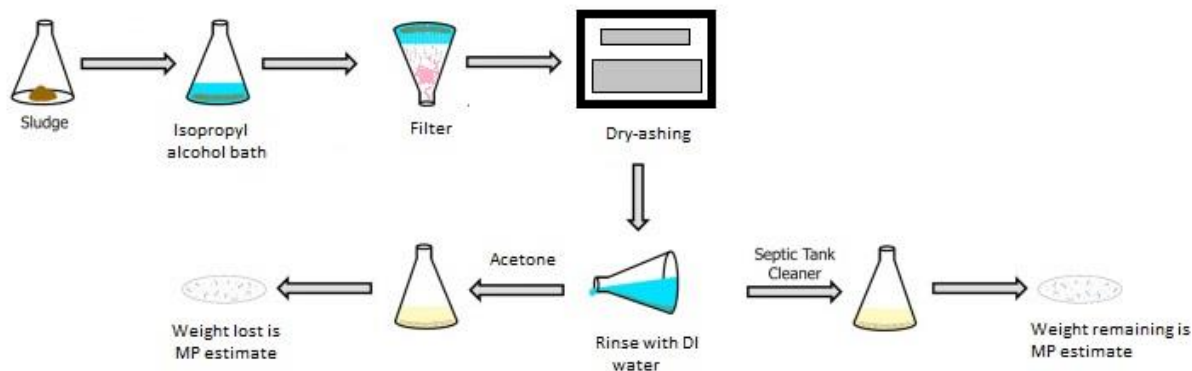 Sludge
Isopropyl
alcohol bath
Filter
Dry-ashing
Acetone
Septic Tank
Cleaner
Weight lost is
MP estimate
Rinse with DI
water
Weight remaining is
MP estimate